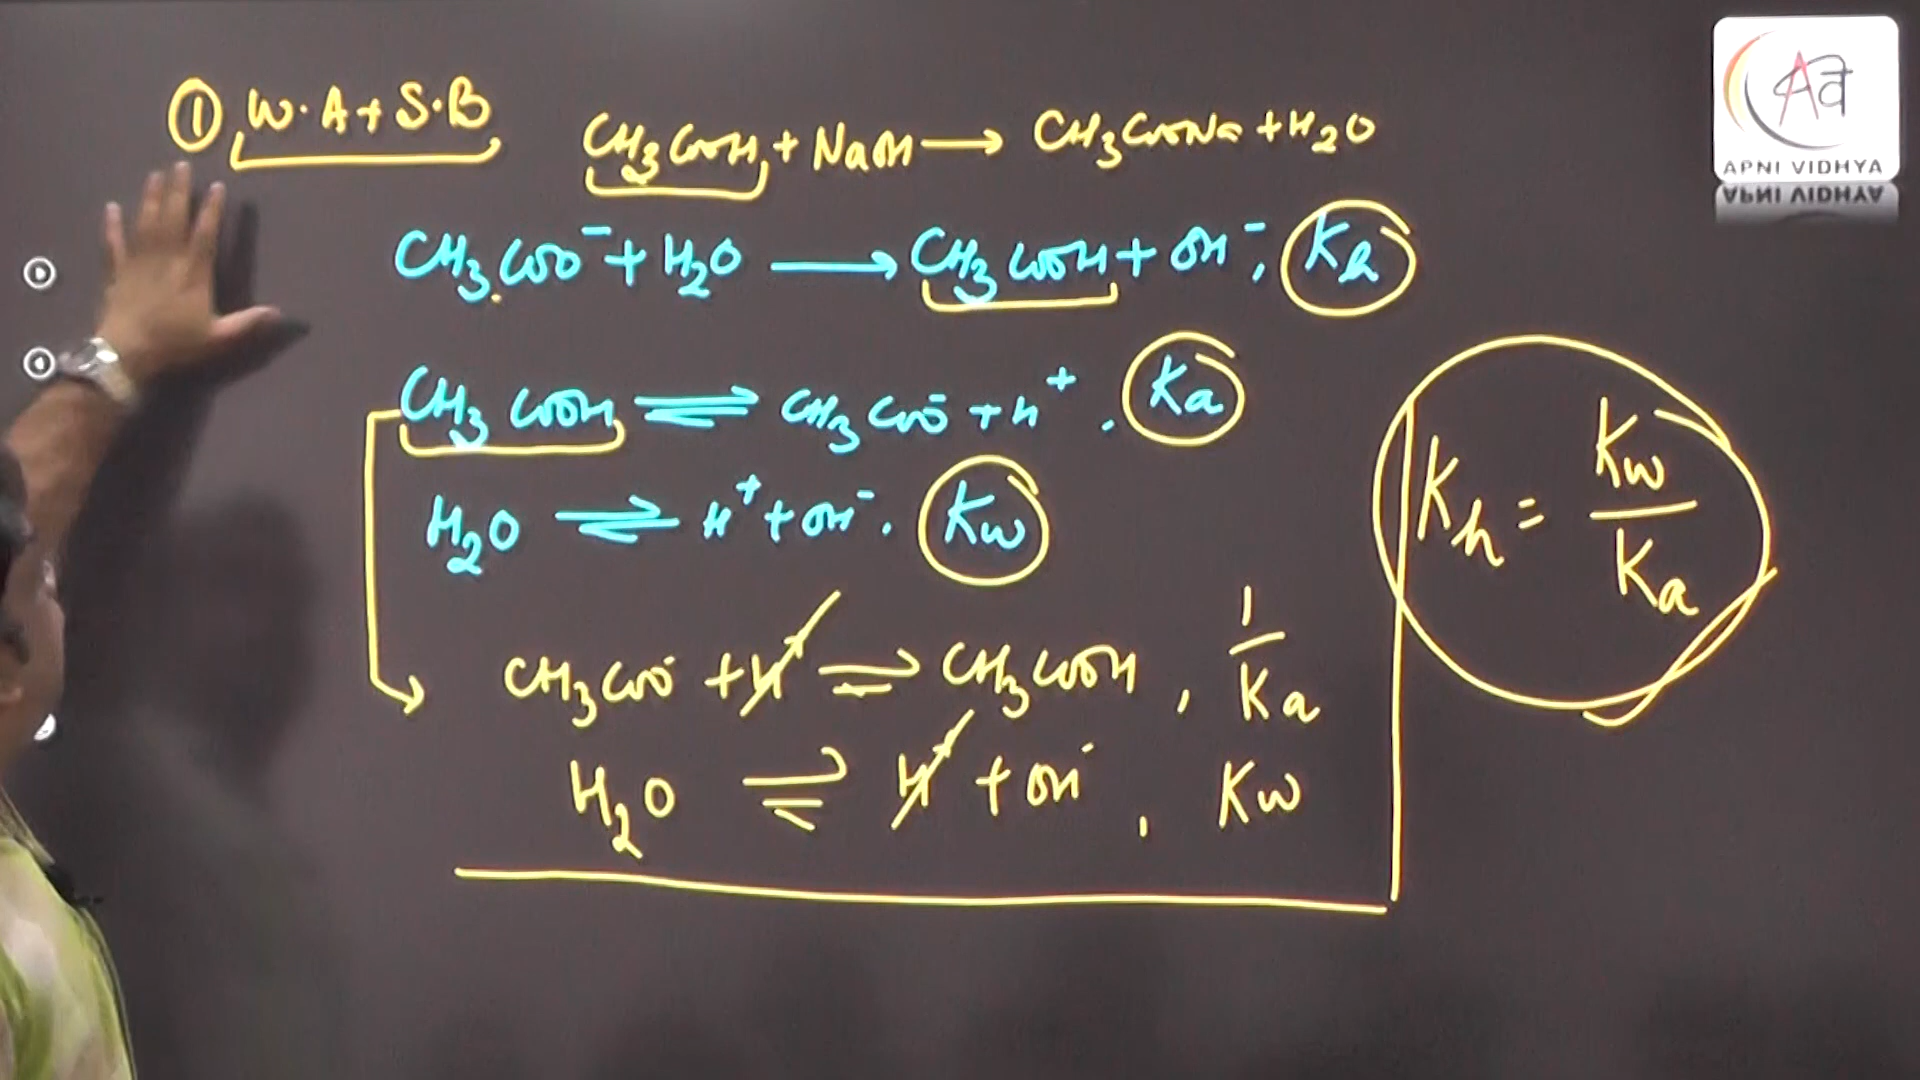 ① W.A + S.B
CH₃COOH + NaOH ⟶ CH₃COONa + H₂O
CH₃COO⁻ + H₂O ⟶ CH₃COOH + OH⁻, Kh
CH₃COOH ⇌ CH₃COO⁻ + H⁺, Ka
H₂O ⇌ H⁺ + OH⁻. Kw
CH₃COO⁻ + H⁺ ⇌ CH₃COOH, 1/Ka
H₂O ⇌ H⁺ + OH⁻, Kw
Kh = Kw/Ka
Aवि
APNI VIDHYA